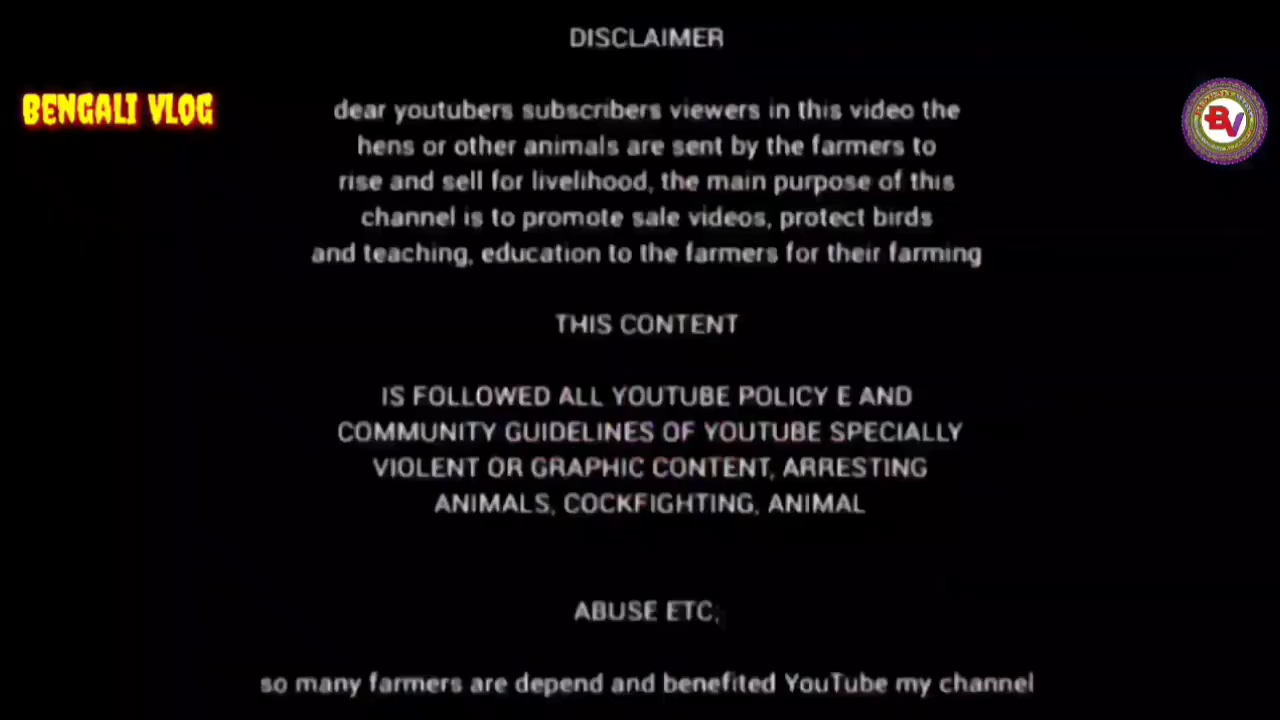 DISCLAIMER
BENGALI VLOG
dear youtubers subscribers viewers in this video the
hens or other animals are sent by the farmers to
rise and sell for livelihood, the main purpose of this
channel is to promote sale videos, protect birds
and teaching, education to the farmers for their farming
THIS CONTENT
IS FOLLOWED ALL YOUTUBE POLICY E AND
COMMUNITY GUIDELINES OF YOUTUBE SPECIALLY
VIOLENT OR GRAPHIC CONTENT, ARRESTING
ANIMALS, COCKFIGHTING, ANIMAL
ABUSE ETC,
so many farmers are depend and benefited YouTube my channel
BV